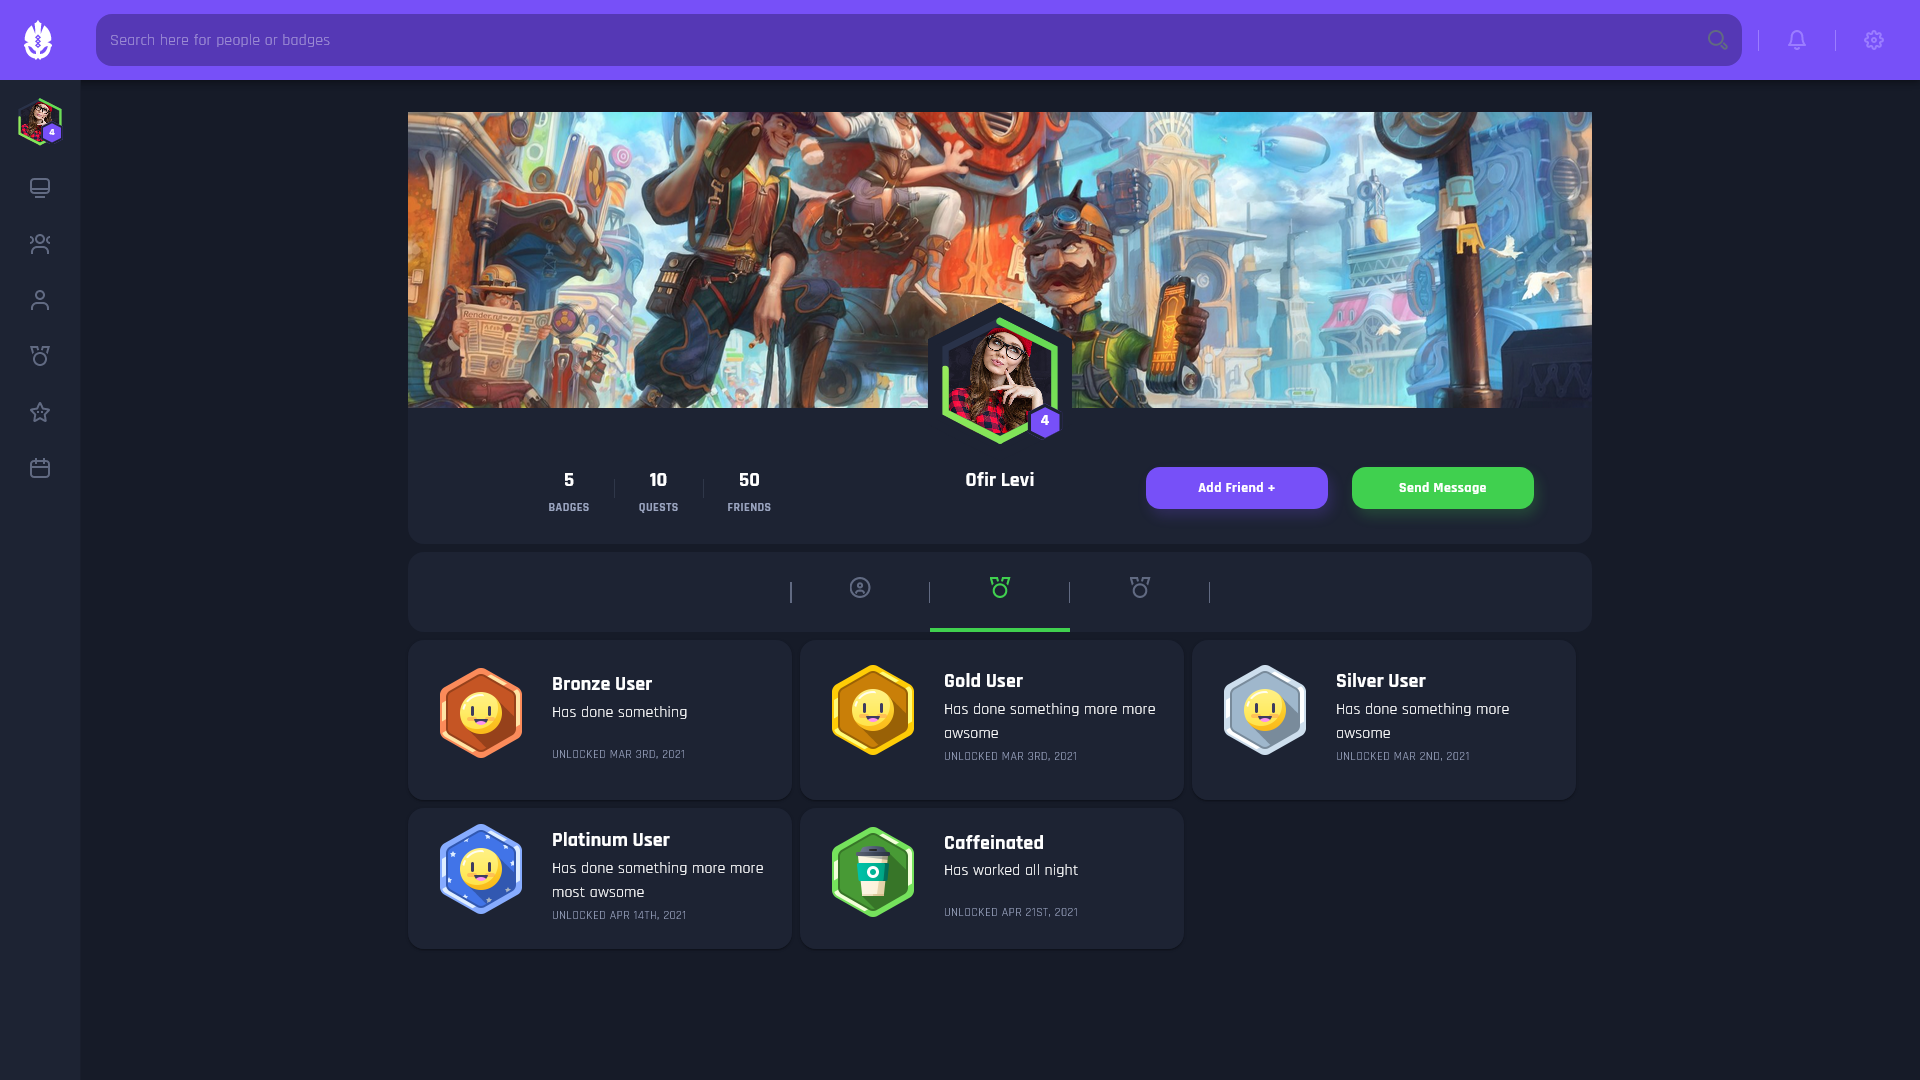 Search here for people or badges
4
Render.ru
4
5
10
50
Ofir Levi
Add Friend +
Send Message
BADGES
QUESTS
FRIENDS
Bronze User
Has done something
UNLOCKED MAR 3RD, 2021
Gold User
Has done something more more
awsome
UNLOCKED MAR 3RD, 2021
Silver User
Has done something more
awsome
UNLOCKED MAR 2ND, 2021
Platinum User
Has done something more more
most awsome
UNLOCKED APR 14TH, 2021
Caffeinated
Has worked all night
UNLOCKED APR 21ST, 2021